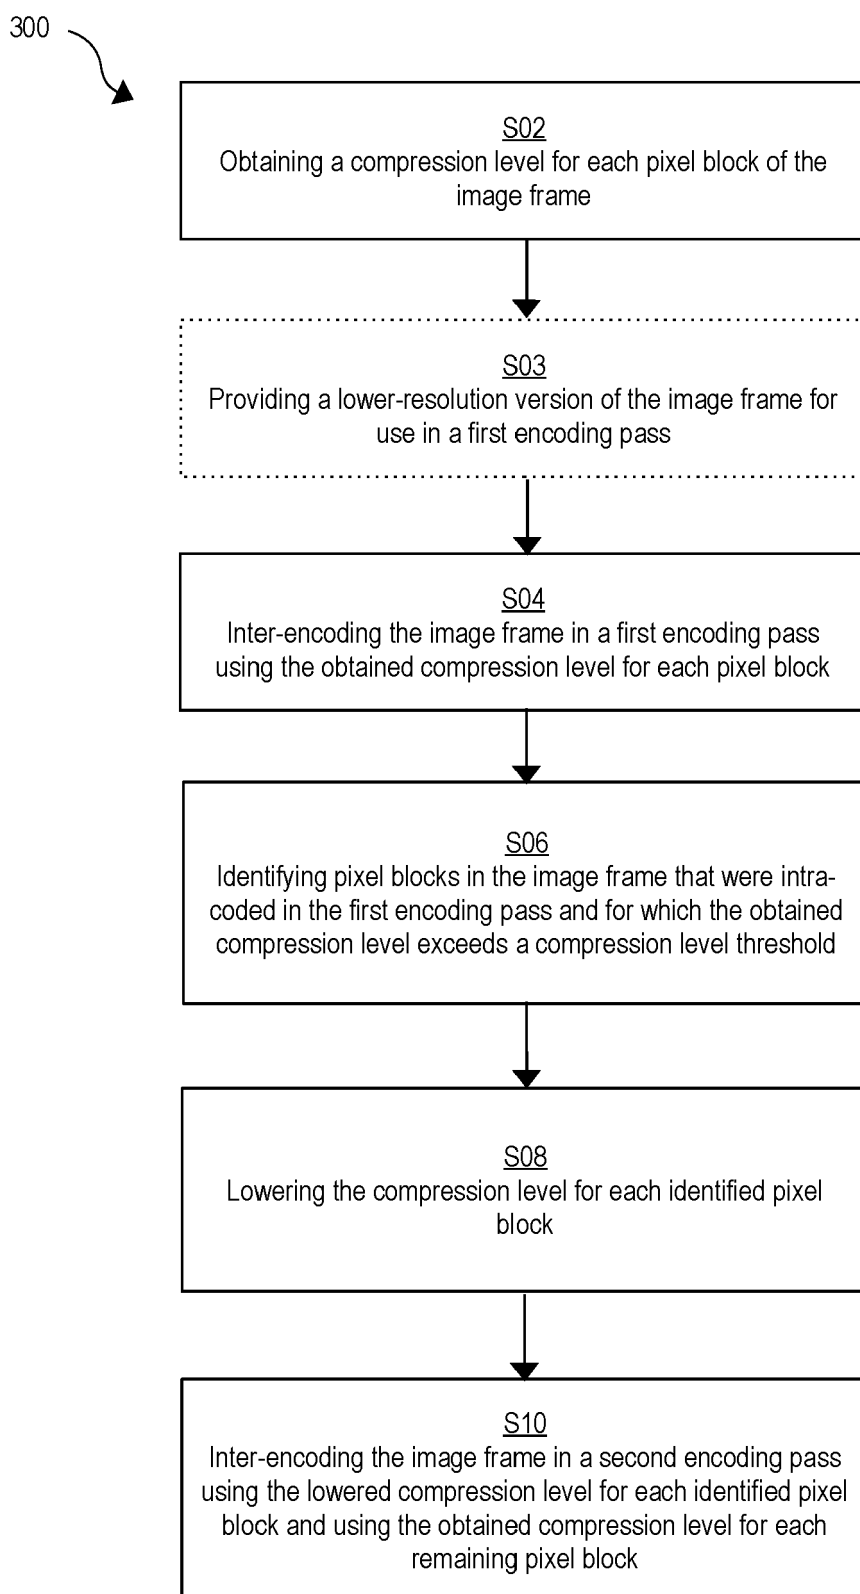 300
S02
Obtaining a compression level for each pixel block of the
image frame
S03
Providing a lower-resolution version of the image frame for
use in a first encoding pass
S04
Inter-encoding the image frame in a first encoding pass
using the obtained compression level for each pixel block
S06
Identifying pixel blocks in the image frame that were intra-
coded in the first encoding pass and for which the obtained
compression level exceeds a compression level threshold
S08
Lowering the compression level for each identified pixel
block
S10
Inter-encoding the image frame in a second encoding pass
using the lowered compression level for each identified pixel
block and using the obtained compression level for each
remaining pixel block